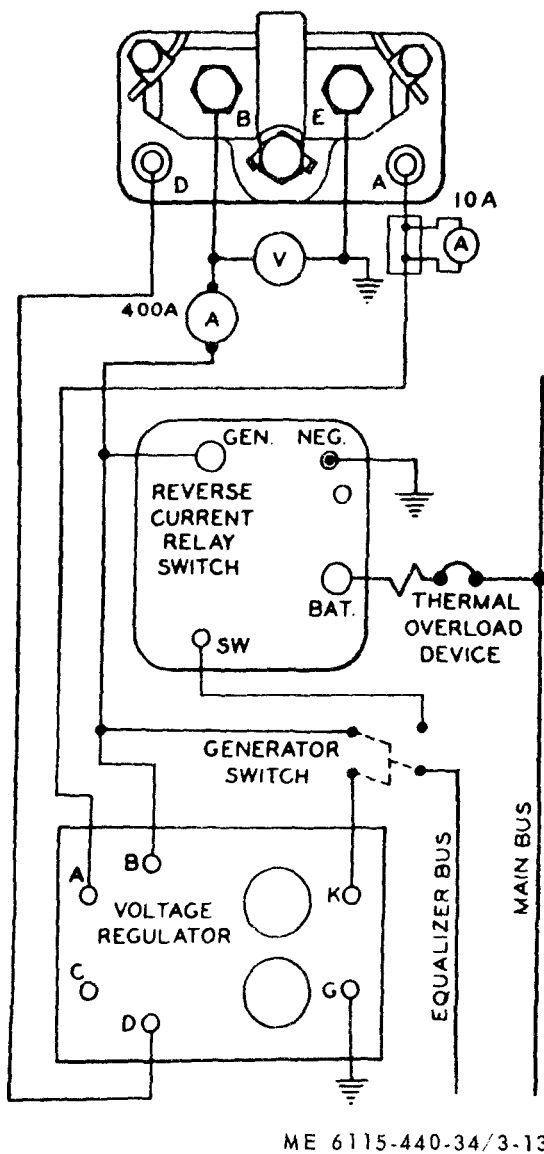 B E
D A
10A
V
A
400A
A
GEN. NEG.
REVERSE
CURRENT
RELAY
SWITCH
BAT.
THERMAL
OVERLOAD
DEVICE
SW
GENERATOR
SWITCH
A
B
K
VOLTAGE
REGULATOR
C
D
G
EQUALIZER BUS
MAIN BUS
ME 6115-440-34/3-13